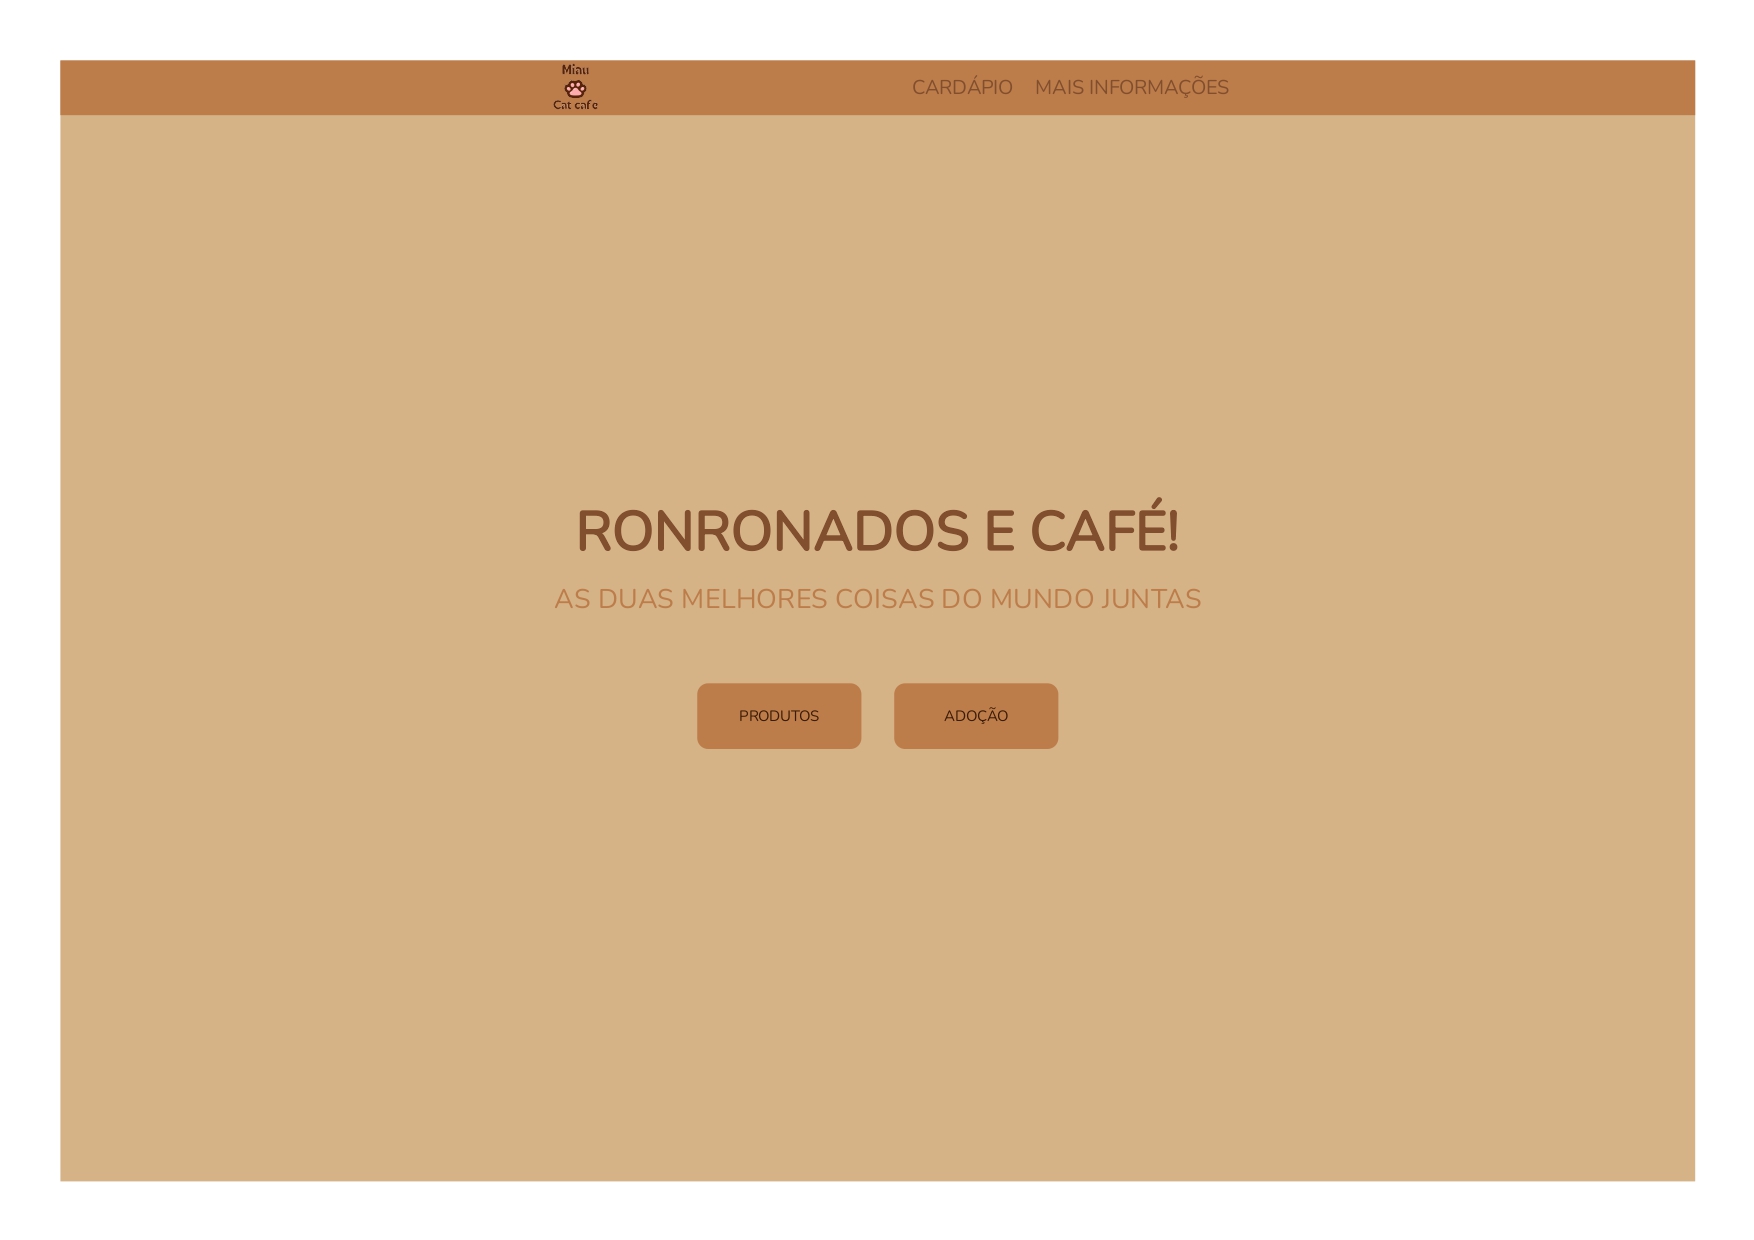 Miau
Cat cafe
CARDÁPIO MAIS INFORMAÇÕES
RONRONADOS E CAFÉ!
AS DUAS MELHORES COISAS DO MUNDO JUNTAS
PRODUTOS ADOÇÃO